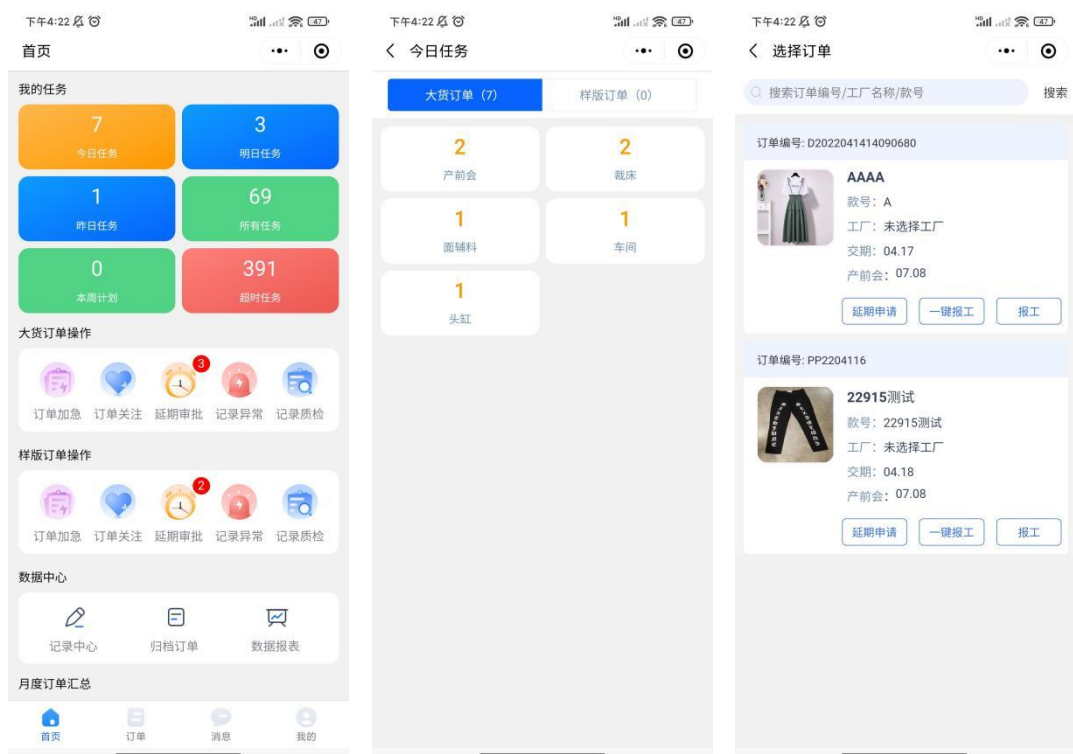 下午4:22
47
首页
我的任务
7
今日任务
3
明日任务
1
昨日任务
69
所有任务
0
本周计划
391
超时任务
大货订单操作
3
订单加急 订单关注 延期审批 记录异常 记录质检
样版订单操作
2
订单加急 订单关注 延期审批 记录异常 记录质检
数据中心
记录中心 归档订单 数据报表
月度订单汇总
首页 订单 消息 我的
下午4:22
47
今日任务
大货订单（7） 样版订单（0）
2
产前会
2
裁床
1
面辅料
1
车间
1
头缸
下午4:22
47
选择订单
搜索订单编号/工厂名称/款号 搜索
订单编号: D2022041414090680
AAAA
款号：A
工厂：未选择工厂
交期：04.17
产前会：07.08
延期申请 一键报工 报工
订单编号: PP2204116
22915测试
款号：22915测试
工厂：未选择工厂
交期：04.18
产前会：07.08
延期申请 一键报工 报工